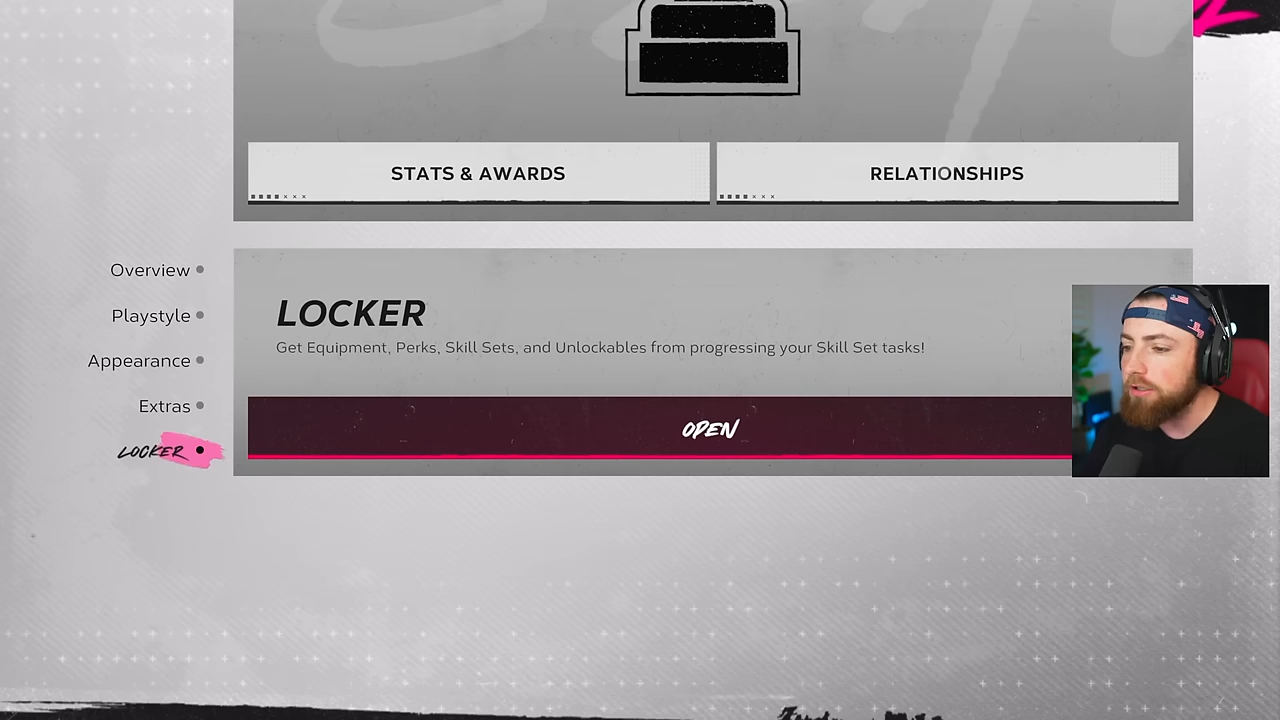 STATS & AWARDS
RELATIONSHIPS
Overview
Playstyle
Appearance
Extras
LOCKER
LOCKER
Get Equipment, Perks, Skill Sets, and Unlockables from progressing your Skill Set tasks!
OPEN